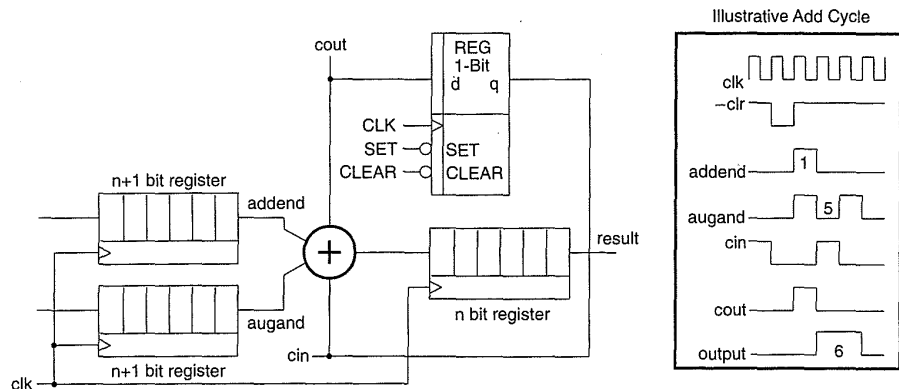 Illustrative Add Cycle
cout
REG
1-Bit
d q
CLK
SET
SET
CLEAR
CLEAR
n+1 bit register
addend
+
result
n bit register
augand
cin
n+1 bit register
clk
clk
–clr
addend
1
augand
5
cin
cout
output
6